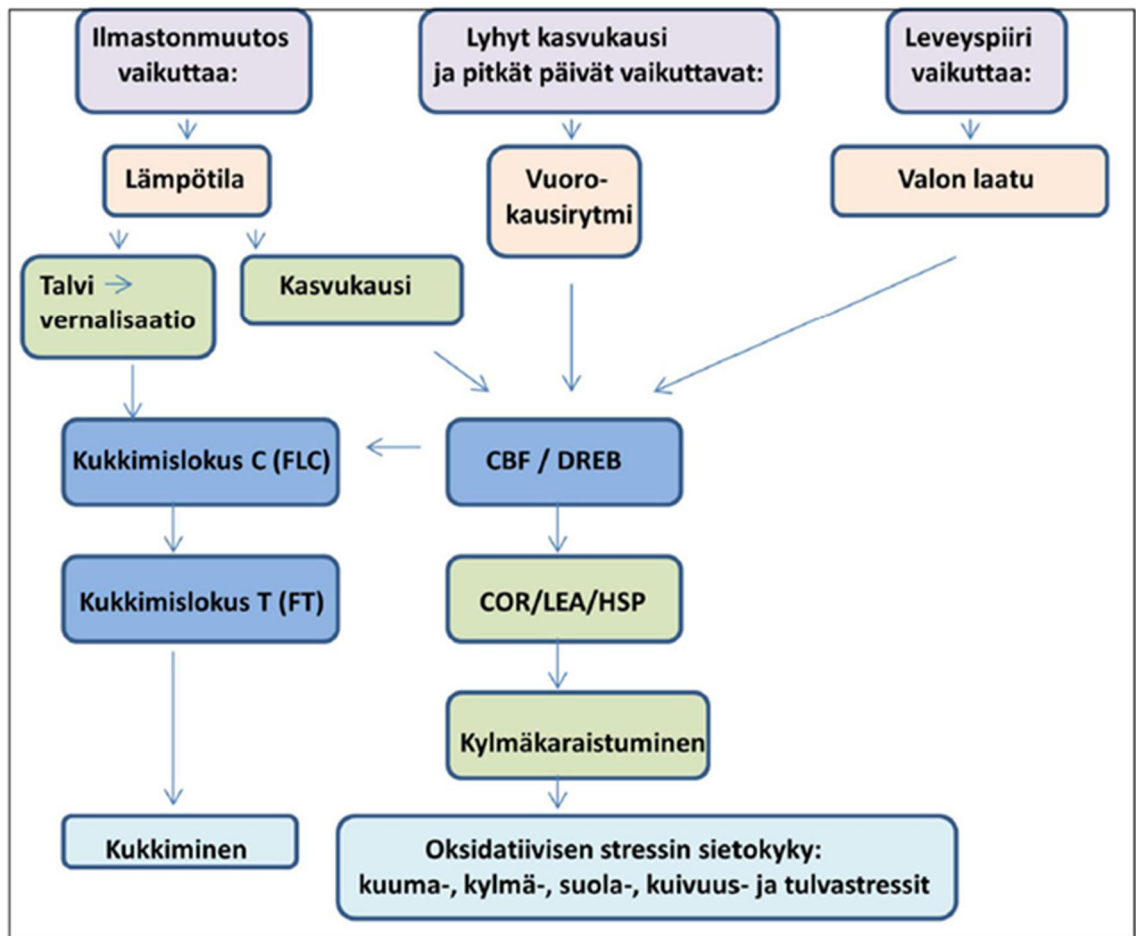 Ilmastonmuutos
vaikuttaa:
Lyhyt kasvukausi
ja pitkät päivät vaikuttavat:
Leveyspiiri
vaikuttaa:
Lämpötila
Vuoro-
kausirytmi
Valon laatu
Talvi →
vernalisaatio
Kasvukausi
Kukkimislokus C (FLC)
CBF / DREB
Kukkimislokus T (FT)
COR/LEA/HSP
Kylmäkaraistuminen
Kukkiminen
Oksidatiivisen stressin sietokyky:
kuuma-, kylmä-, suola-, kuivuus- ja tulvastressit